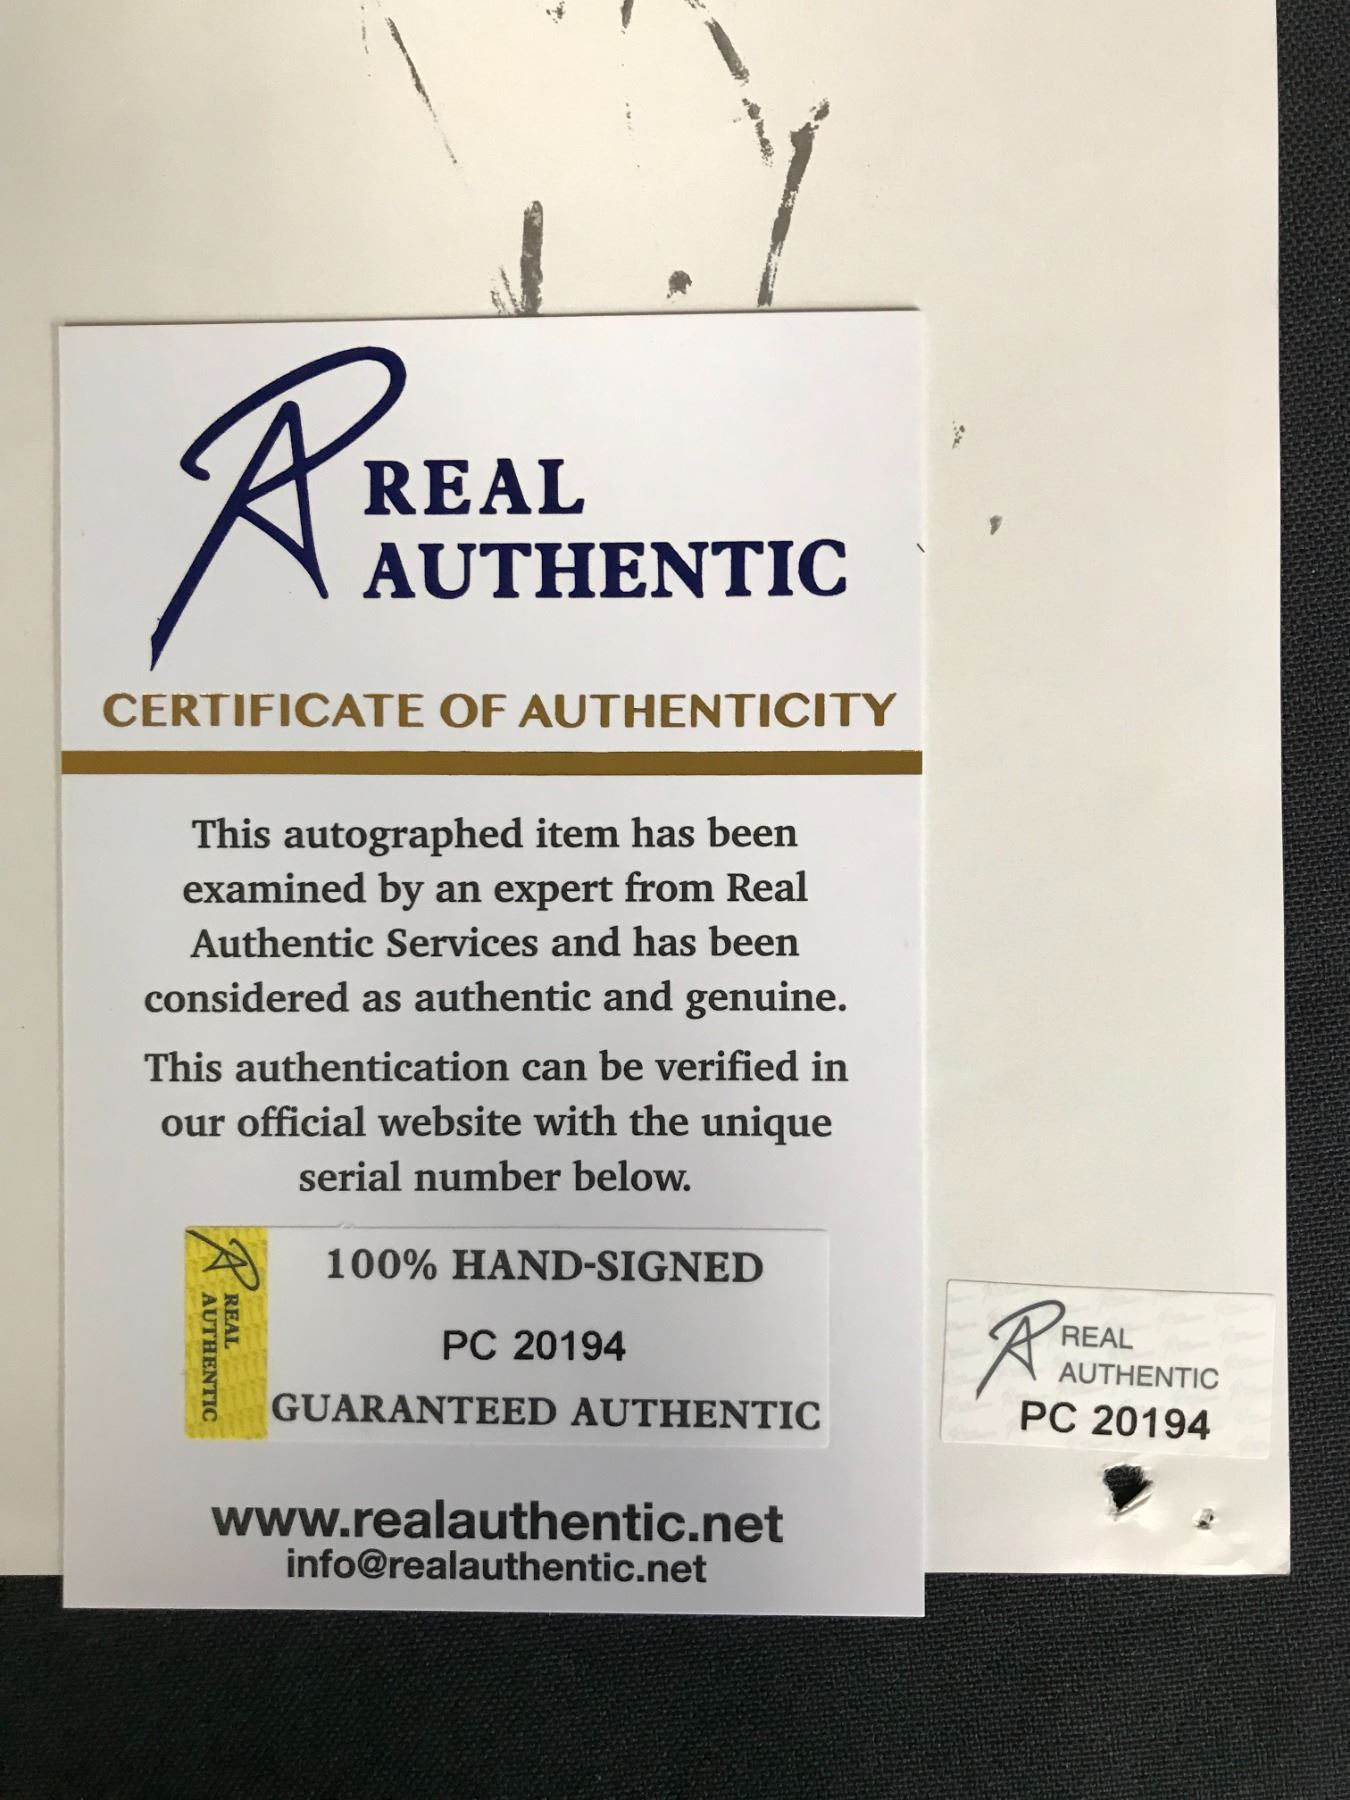 REAL
AUTHENTIC
CERTIFICATE OF AUTHENTICITY
This autographed item has been
examined by an expert from Real
Authentic Services and has been
considered as authentic and genuine.
This authentication can be verified in
our official website with the unique
serial number below.
REAL
AUTHENTIC
100% HAND-SIGNED
PC 20194
GUARANTEED AUTHENTIC
www.realauthentic.net
info@realauthentic.net
REAL
AUTHENTIC
PC 20194